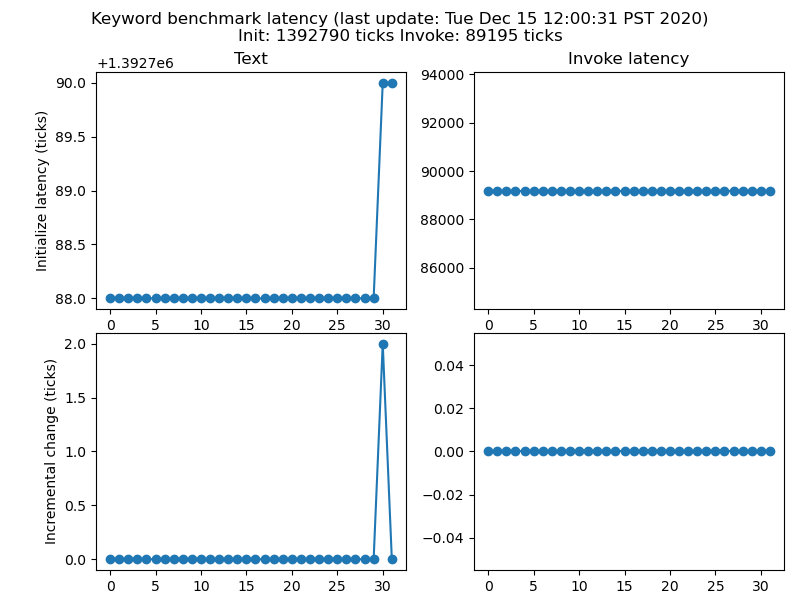 Keyword benchmark latency (last update: Tue Dec 15 12:00:31 PST 2020)
Init: 1392790 ticks Invoke: 89195 ticks
Text
+1.3927e6
Initialize latency (ticks)
90.0
89.5
89.0
88.5
88.0
0 5 10 15 20 25 30
Invoke latency
94000
92000
90000
88000
86000
0 5 10 15 20 25 30
Incremental change (ticks)
2.0
1.5
1.0
0.5
0.0
0 5 10 15 20 25 30
0.04
0.02
0.00
−0.02
−0.04
0 5 10 15 20 25 30